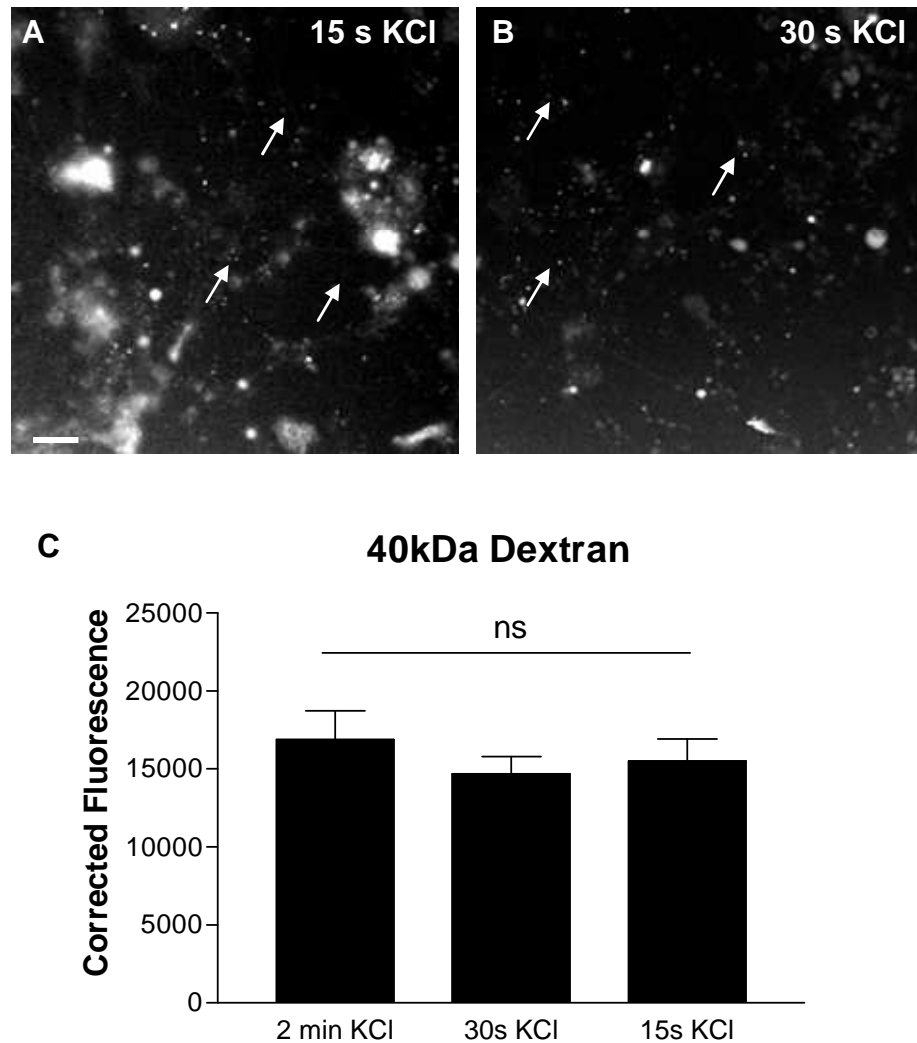 A 15 s KCl
B 30 s KCl
C 40kDa Dextran
25000
20000
15000
10000
5000
0
Corrected Fluorescence
ns
2 min KCl 30s KCl 15s KCl